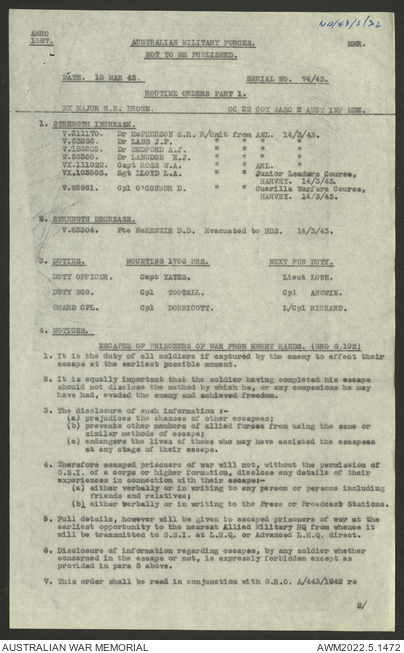 AMRO
1587.
AUSTRALIAN MILITARY FORCES.
MHR.
NOT TO BE PUBLISHED.
DATE. 15 MAR 43. SERIAL NO. 74/43.
ROUTINE ORDERS PART 1.
BY MAJOR R.R. BROWN. OC 22 COY AASC 2 AUST INF BDE.
1. STRENGTH INCREASE.
V.311170. Dr McPHERSON S.R. R/Unit from AWL. 14/3/43.
V.63296. Dr LABB J.P. " " " "
V.156285. Dr BEDFORD A.J. " " " "
W.50350. Dr LANGDON E.J. " " " "
VX.111022. Capt ROSS W.A. " " AWL. "
VX.103503. Sgt LLOYD L.A. " " Junior Leaders Course,
HARVEY. 14/3/43.
V.62961. Cpl O'CONNOR D. " " Guerilla Warfare Course,
HARVEY. 14/3/43.
2. STRENGTH DECREASE.
V.65304. Pte McKENZIE D.D. Evacuated to MDS. 14/3/43.
3. DUTIES. MOUNTING 1750 HRS. NEXT FOR DUTY.
DUTY OFFICER. Capt YATES. Lieut LOVE.
DUTY NCO. Cpl TOOTELL. Cpl ANGWIN.
GUARD CPL. Cpl DORNICOTT. L/Cpl RICKARD.
4. NOTICES.
ESCAPES OF PRISONERS OF WAR FROM ENEMY HANDS. (GRO G.192)
1. It is the duty of all soldiers if captured by the enemy to effect their
escape at the earliest possible moment.
2. It is equally important that the soldier having completed his escape
should not disclose the method by which he, or any companions he may
have had, evaded the enemy and achieved freedom.
3. The disclosure of such information :-
(a) prejudices the chances of other escapees;
(b) prevents other members of allied forces from using the same or
similar methods of escape;
(c) endangers the lives of those who may have assisted the escapees
at any stage of their escape.
4. Therefore escaped prisoners of war will not, without the permission of
G.S.I. of a corps or higher formation, disclose any details of their
experiences in connection with their escape:-
(a) either verbally or in writing to any person or persons including
friends and relatives;
(b) either verbally or in writing to the Press or Broadcast Stations.
5. Full details, however will be given to escaped prisoners of war at the
earliest opportunity to the nearest Allied Military HQ from whence it
will be transmitted to G.S.I. at L.H.Q. or Advanced L.H.Q. direct.
6. Disclosure of information regarding escapes, by any soldier whether
concerned in the escape or not, is expressly forbidden except as
provided in para 5 above.
7. This order shall be read in conjunction with G.R.O. A/443/1942 re
2/
AUSTRALIAN WAR MEMORIAL
AWM2022.5.1472